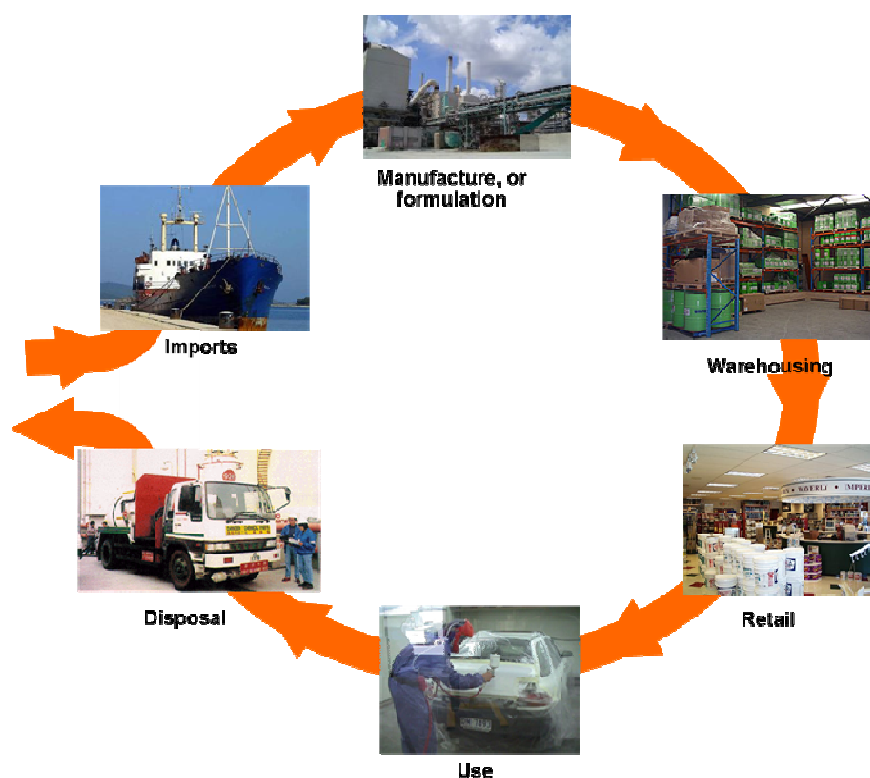 Manufacture, or
formulation
Imports
Warehousing
Retail
Disposal
Use